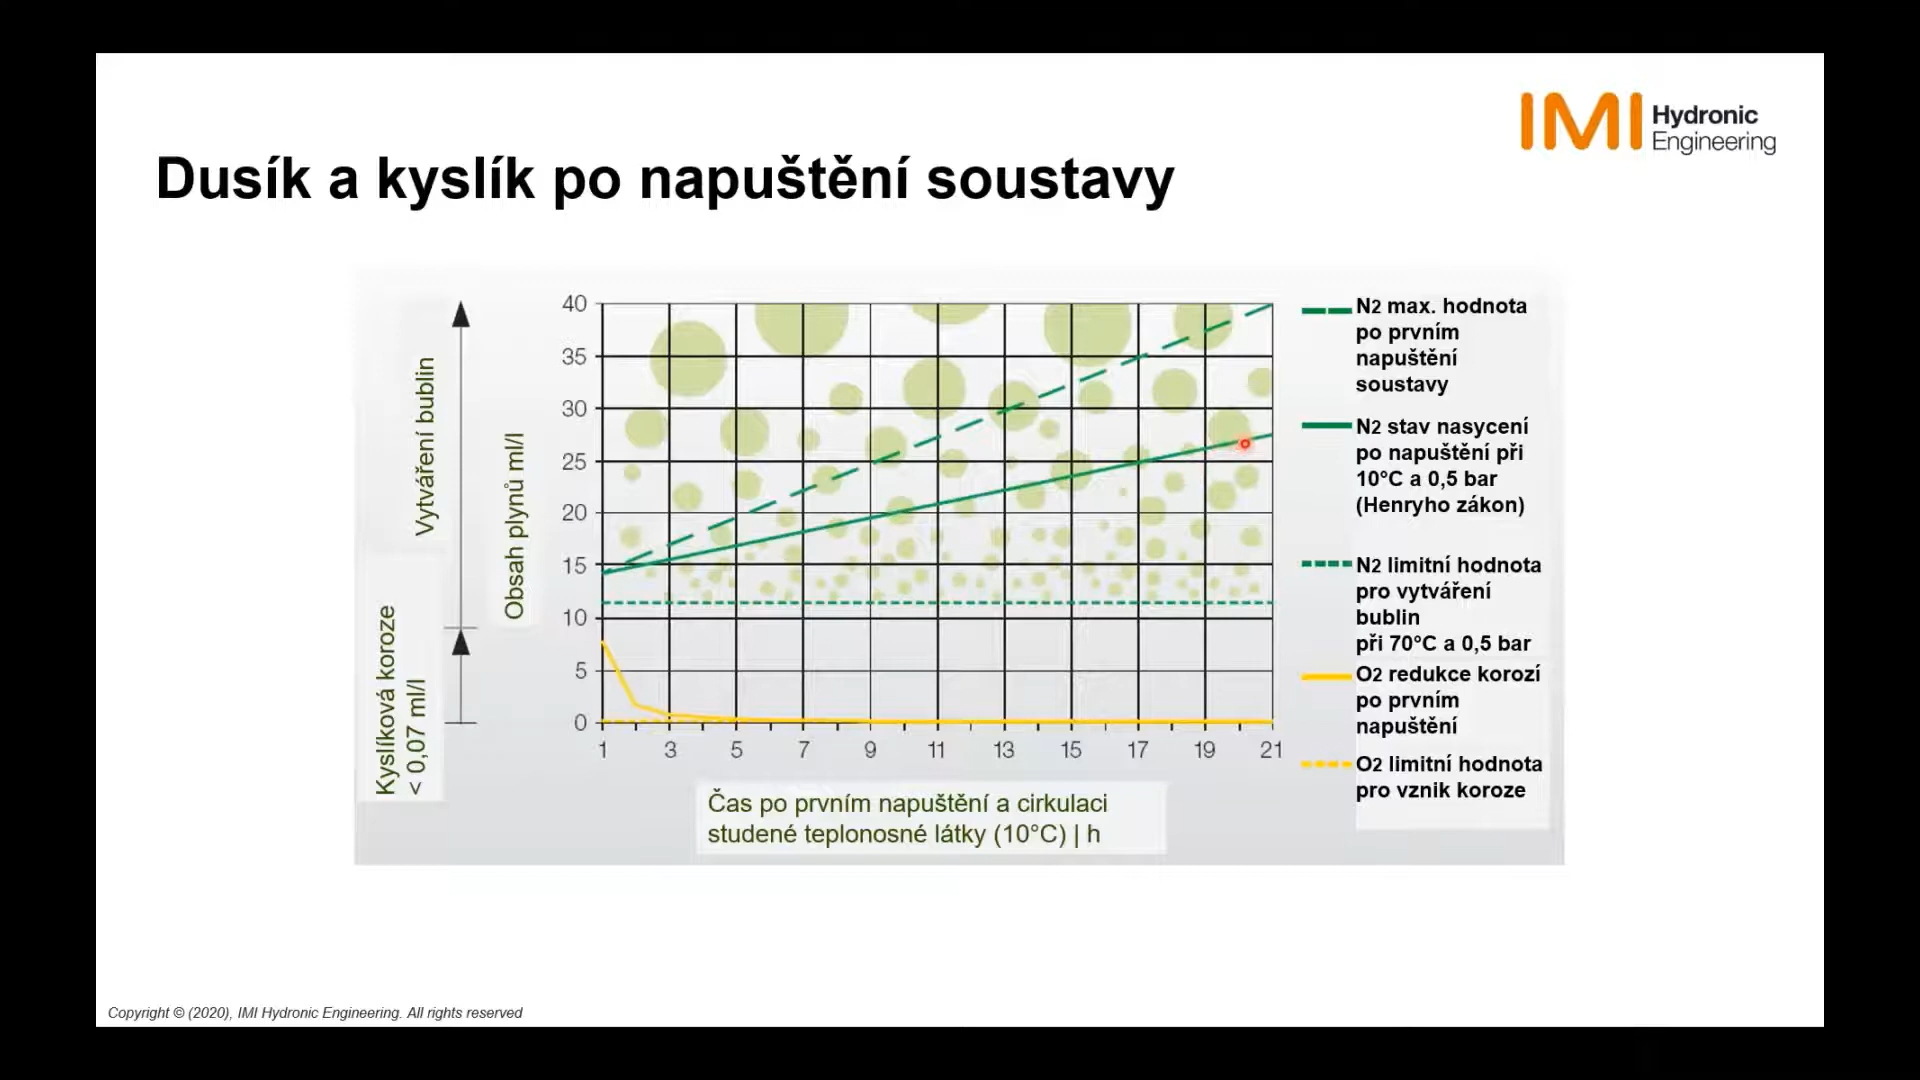 IMI Hydronic
Engineering
Dusík a kyslík po napuštění soustavy
Vytváření bublin
Kyslíková koroze
< 0,07 ml/l
Obsah plynů ml/l
40
35
30
25
20
15
10
5
0
1 3 5 7 9 11 13 15 17 19 21
Čas po prvním napuštění a cirkulaci
studené teplonosné látky (10°C) | h
N2 max. hodnota
po prvním
napuštění
soustavy
N2 stav nasycení
po napuštění při
10°C a 0,5 bar
(Henryho zákon)
N2 limitní hodnota
pro vytváření
bublin
při 70°C a 0,5 bar
O2 redukce korozí
po prvním
napuštění
O2 limitní hodnota
pro vznik koroze
Copyright © (2020), IMI Hydronic Engineering. All rights reserved